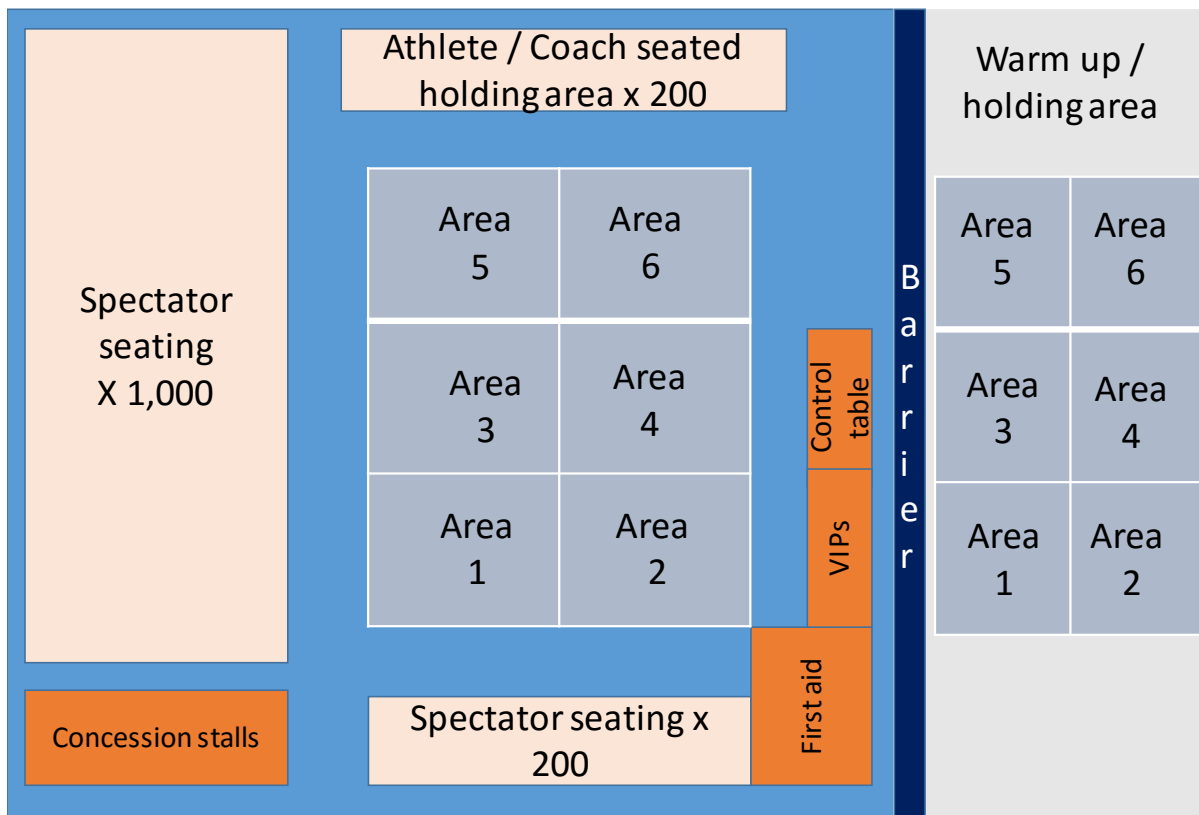 Athlete / Coach seated
holding area x 200
Warm up /
holding area
Spectator
seating
X 1,000
Area
5
Area
6
Area
3
Area
4
Area
1
Area
2
Control
table
VIPs
First aid
Barrier
Area
5
Area
6
Area
3
Area
4
Area
1
Area
2
Concession stalls
Spectator seating x
200